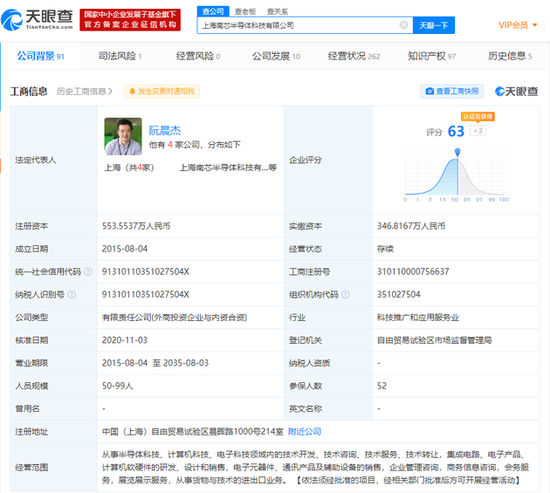 天眼查
TianYanCha.com
国家中小企业发展子基金旗下
官方备案企业征信机构
查公司 查老板 查关系
上海南芯半导体科技有限公司 天眼一下
VIP会员
公司背景 91 司法风险 1 经营风险 0 公司发展 10 经营状况 262 知识产权 97 历史信息 5
工商信息 历史工商信息 发生变更时通知我 查看工商快照 天眼查
法定代表人
阮晨杰
他有 4 家公司，分布如下
上海（共4家） 上海南芯半导体科技有...等
企业评分
认证后获得
评分 63 +3
0 1 3 15 50 85 97 99 100
注册资本 553.5537万人民币 实缴资本 346.8167万人民币
成立日期 2015-08-04 经营状态 存续
统一社会信用代码 91310110351027504X 工商注册号 310110000756637
纳税人识别号 91310110351027504X 组织机构代码 351027504
公司类型 有限责任公司(外商投资企业与内资合资) 行业 科技推广和应用服务业
核准日期 2020-11-03 登记机关 自由贸易试验区市场监督管理局
营业期限 2015-08-04 至 2035-08-03 纳税人资质 -
人员规模 50-99人 参保人数 52
曾用名 - 英文名称 -
注册地址 中国（上海）自由贸易试验区晨晖路1000号214室 附近公司
经营范围
从事半导体科技、计算机科技、电子科技领域内的技术开发、技术咨询、技术服务、技术转让，集成电路、电子产品、
计算机软硬件的研发、设计和销售，电子元器件、通讯产品及辅助设备的销售，企业管理咨询，商务信息咨询，会务服
务，展览展示服务，从事货物与技术的进出口业务。【依法须经批准的项目，经相关部门批准后方可开展经营活动】